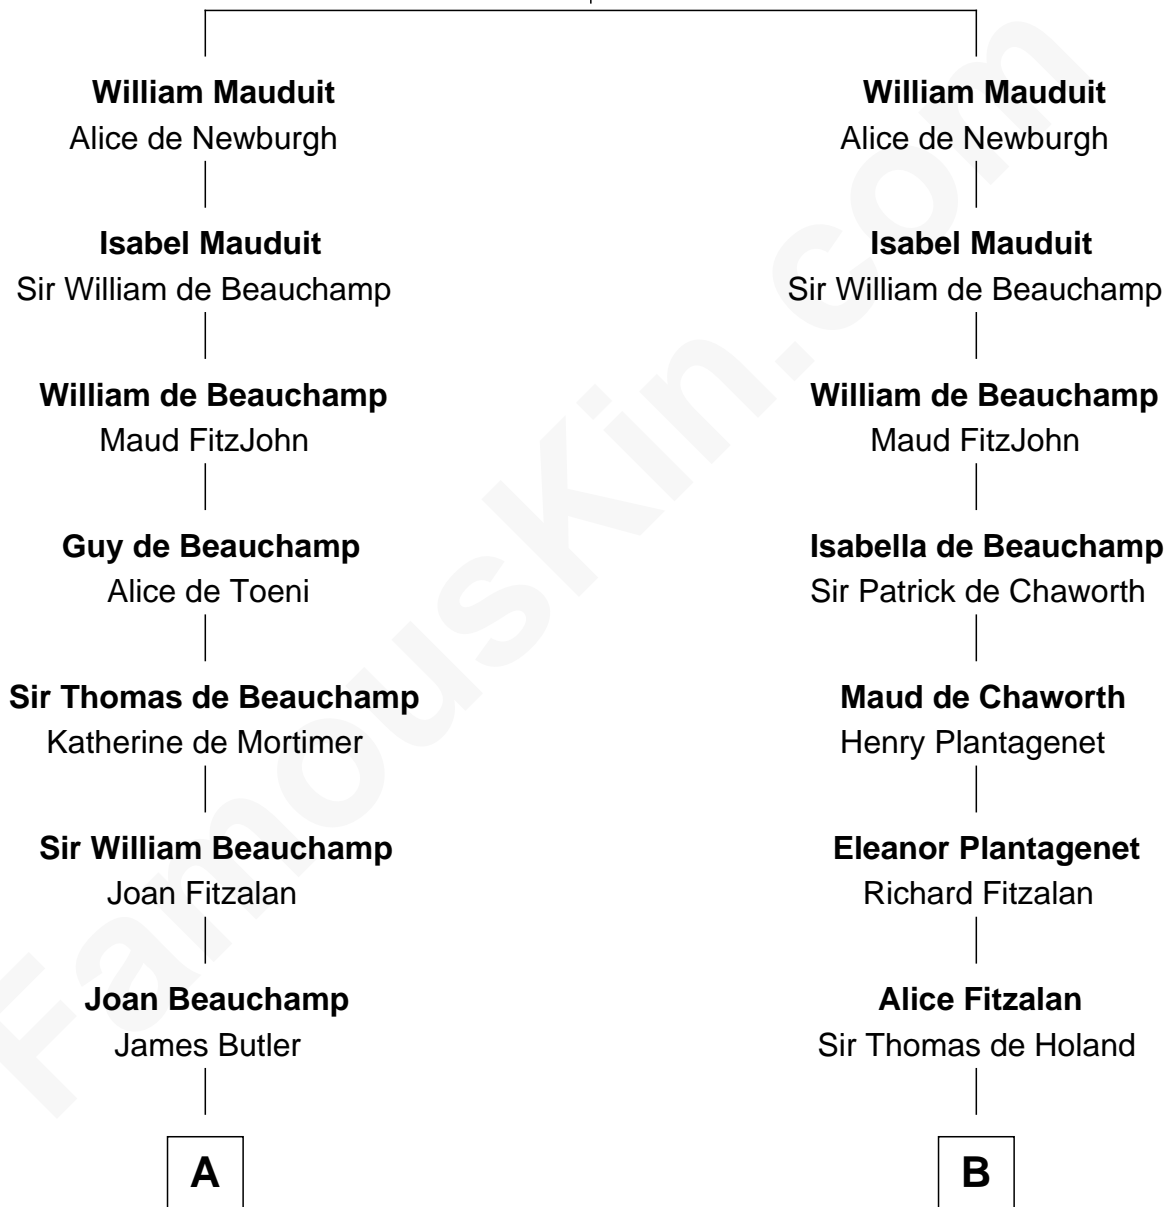 William Mauduit
Alice de Newburgh
Isabel Mauduit
Sir William de Beauchamp
William de Beauchamp
Maud FitzJohn
Guy de Beauchamp
Alice de Toeni
Sir Thomas de Beauchamp
Katherine de Mortimer
Sir William Beauchamp
Joan Fitzalan
Joan Beauchamp
James Butler
A
William Mauduit
Alice de Newburgh
Isabel Mauduit
Sir William de Beauchamp
William de Beauchamp
Maud FitzJohn
Isabella de Beauchamp
Sir Patrick de Chaworth
Maud de Chaworth
Henry Plantagenet
Eleanor Plantagenet
Richard Fitzalan
Alice Fitzalan
Sir Thomas de Holand
B
FamousKin.com